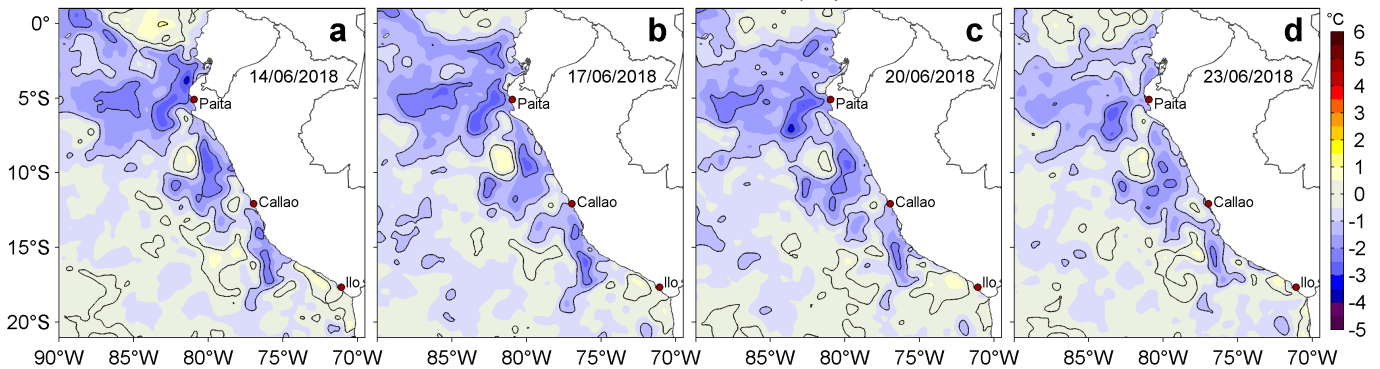 a
b
c
d
°C
14/06/2018
17/06/2018
20/06/2018
23/06/2018
Paita
Paita
Paita
Paita
Callao
Callao
Callao
Callao
Ilo
Ilo
Ilo
Ilo
0°
5°S
10°S
15°S
20°S
90°W 85°W 80°W 75°W 70°W
85°W 80°W 75°W 70°W
85°W 80°W 75°W 70°W
85°W 80°W 75°W 70°W
6
5
4
3
2
1
0
-1
-2
-3
-4
-5